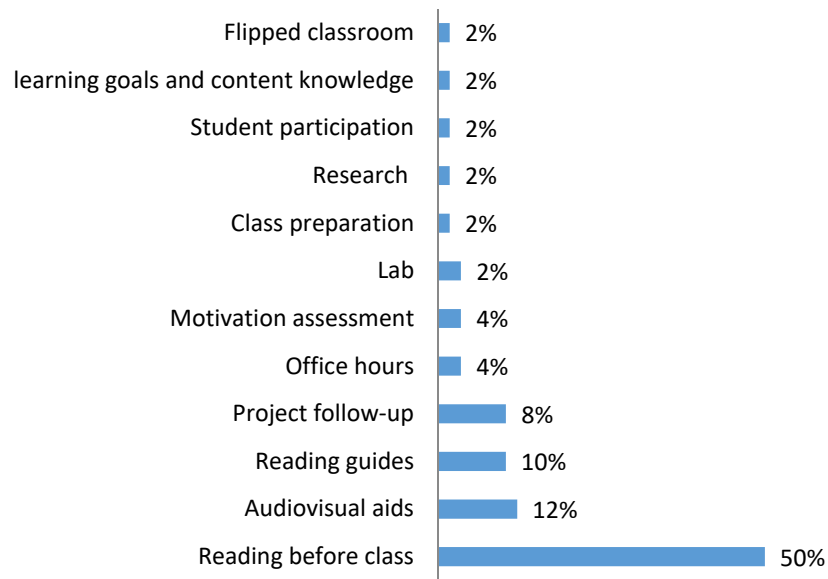 Flipped classroom 2%
learning goals and content knowledge 2%
Student participation 2%
Research 2%
Class preparation 2%
Lab 2%
Motivation assessment 4%
Office hours 4%
Project follow-up 8%
Reading guides 10%
Audiovisual aids 12%
Reading before class 50%